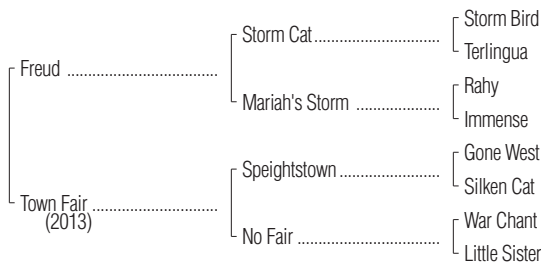 Storm Bird
Storm Cat
Terlingua
Freud
Rahy
Mariah's Storm
Immense
Gone West
Speightstown
Silken Cat
Town Fair
(2013)
War Chant
No Fair
Little Sister